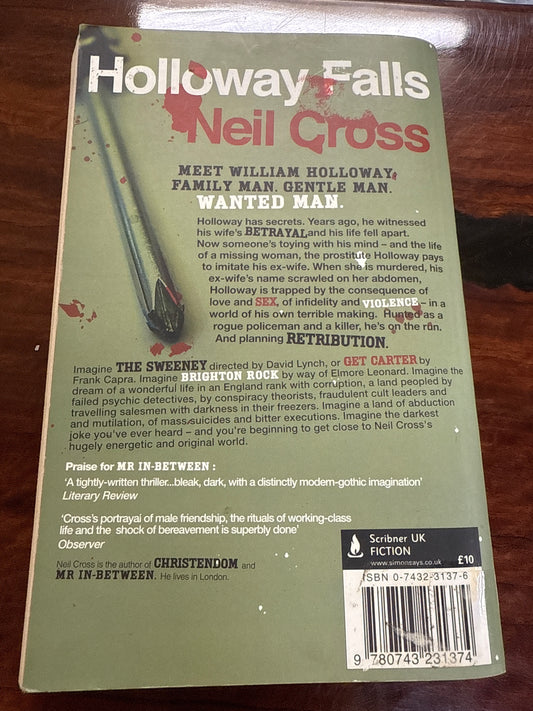 Holloway Falls
Neil Cross
MEET WILLIAM HOLLOWAY,
FAMILY MAN. GENTLE MAN.
WANTED MAN.
Holloway has secrets. Years ago, he witnessed
his wife's BETRAYAL and his life fell apart.
Now someone's toying with his mind – and the life
of a missing woman, the prostitute Holloway pays
to imitate his ex-wife. When she is murdered, his
ex-wife's name scrawled on her abdomen,
Holloway is trapped by the consequence of
love and SEX, of infidelity and VIOLENCE – in a
world of his own terrible making. Hunted as a
rogue policeman and a killer, he's on the run.
And planning RETRIBUTION.
Imagine THE SWEENEY directed by David Lynch, or GET CARTER by
Frank Capra. Imagine BRIGHTON ROCK by way of Elmore Leonard. Imagine the
dream of a wonderful life in an England rank with corruption, a land peopled by
failed psychic detectives, by conspiracy theorists, fraudulent cult leaders and
travelling salesmen with darkness in their freezers. Imagine a land of abduction
and mutilation, of mass suicides and bitter executions. Imagine the darkest
joke you've ever heard – and you're beginning to get close to Neil Cross's
hugely energetic and original world.
Praise for MR IN-BETWEEN :
'A tightly-written thriller...bleak, dark, with a distinctly modern-gothic imagination'
Literary Review
'Cross's portrayal of male friendship, the rituals of working-class
life and the shock of bereavement is superbly done'
Observer
Neil Cross is the author of CHRISTENDOM and
MR IN-BETWEEN. He lives in London.
Scribner UK
FICTION
www.simonsays.co.uk £10
ISBN 0-7432-3137-6
9 780743 231374